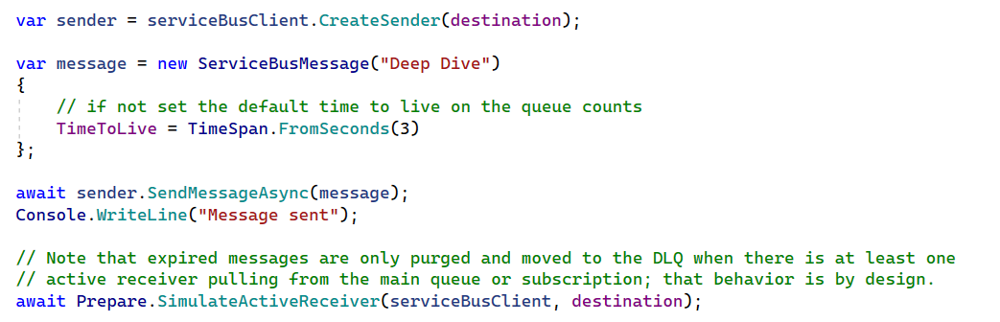 var sender = serviceBusClient.CreateSender(destination);
var message = new ServiceBusMessage("Deep Dive")
{
// if not set the default time to live on the queue counts
TimeToLive = TimeSpan.FromSeconds(3)
};
await sender.SendMessageAsync(message);
Console.WriteLine("Message sent");
// Note that expired messages are only purged and moved to the DLQ when there is at least one
// active receiver pulling from the main queue or subscription; that behavior is by design.
await Prepare.SimulateActiveReceiver(serviceBusClient, destination);